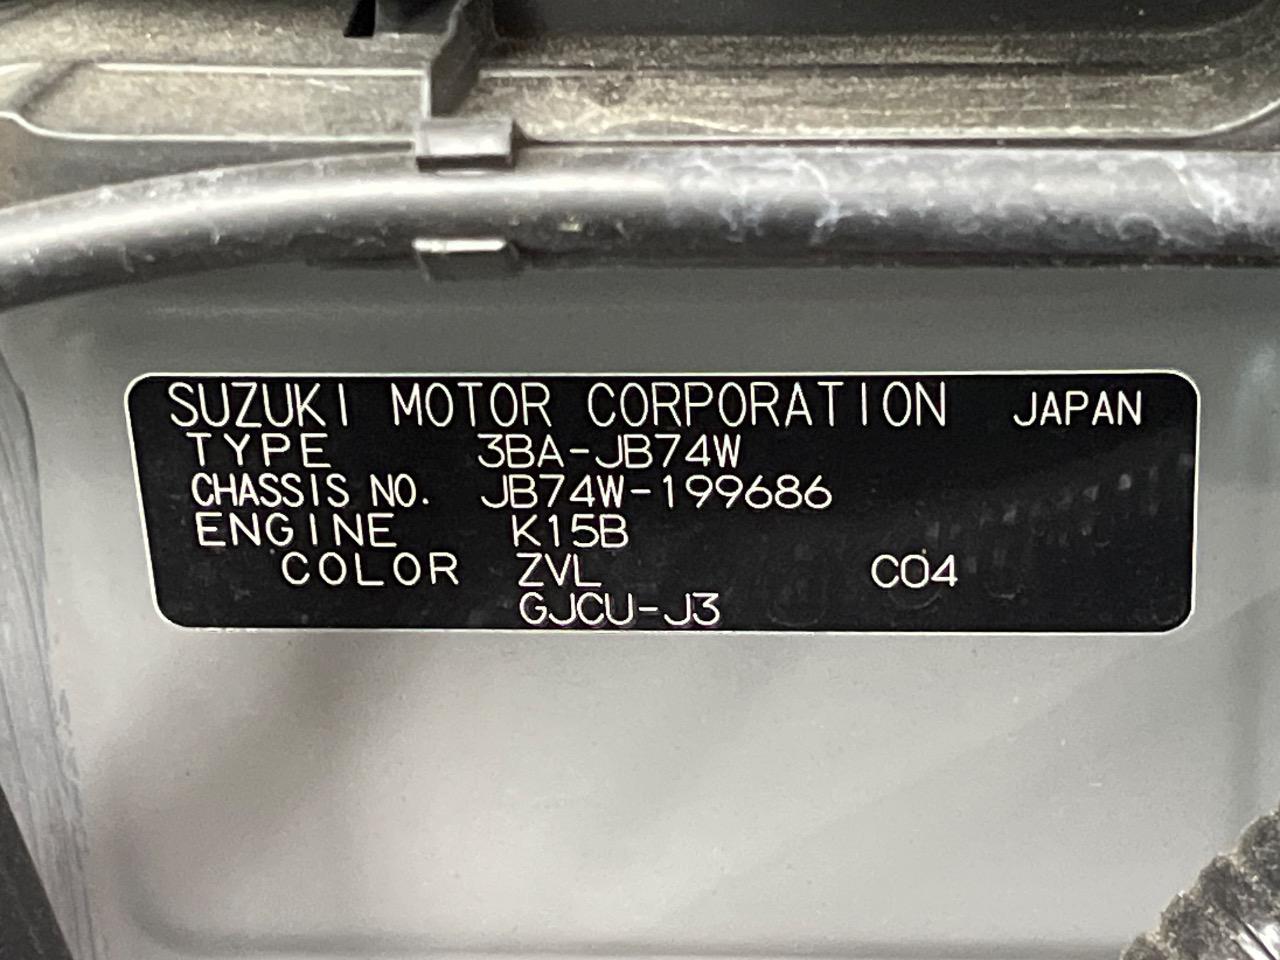 SUZUKI MOTOR CORPORATION JAPAN
TYPE 3BA-JB74W
CHASSIS NO. JB74W-199686
ENGINE K15B
COLOR ZVL C04
GJCU-J3